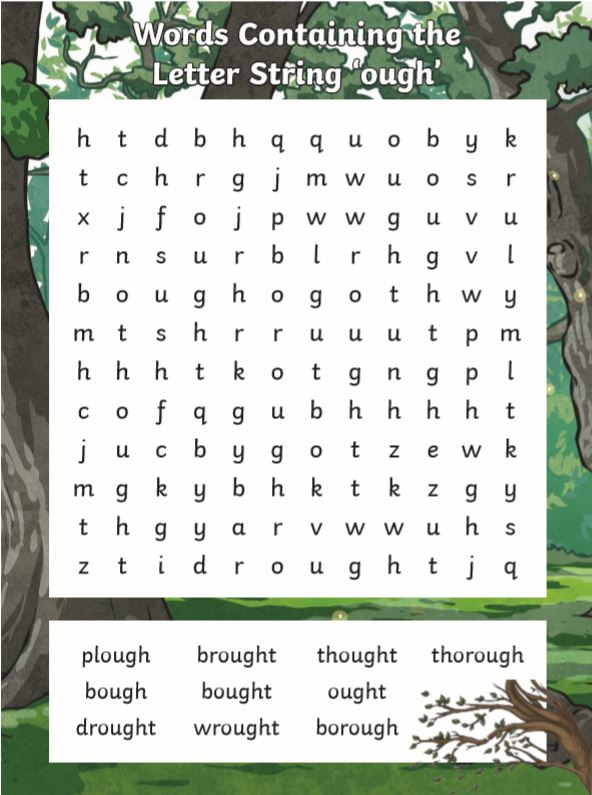 Words Containing the
Letter String ‘ough’
h t d b h q q u o b y k
t c h r g j m w u o s r
x j f o j p w w g u v u
r n s u r b l r h g v l
b o u g h o g o t h w y
m t s h r r u u u t p m
h h h t k o t g n g p l
c o f q g u b h h h h t
j u c b y g o t z e w k
m g k y b h k t k z g y
t h g y a r v w w u h s
z t i d r o u g h t j q
plough brought thought thorough
bough bought ought
drought wrought borough